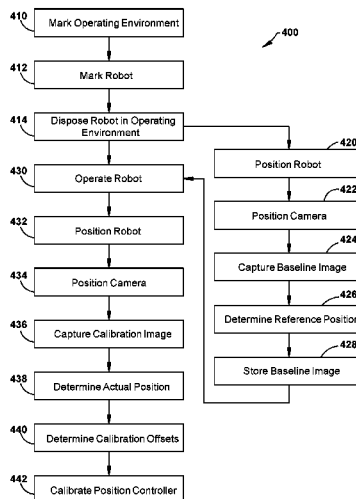 410
Mark Operating Environment
400
412
Mark Robot
414
Dispose Robot in Operating
Environment
420
Position Robot
430
Operate Robot
422
Position Camera
432
Position Robot
424
Capture Baseline Image
434
Position Camera
426
Determine Reference Position
436
Capture Calibration Image
428
Store Baseline Image
438
Determine Actual Position
440
Determine Calibration Offsets
442
Calibrate Position Controller